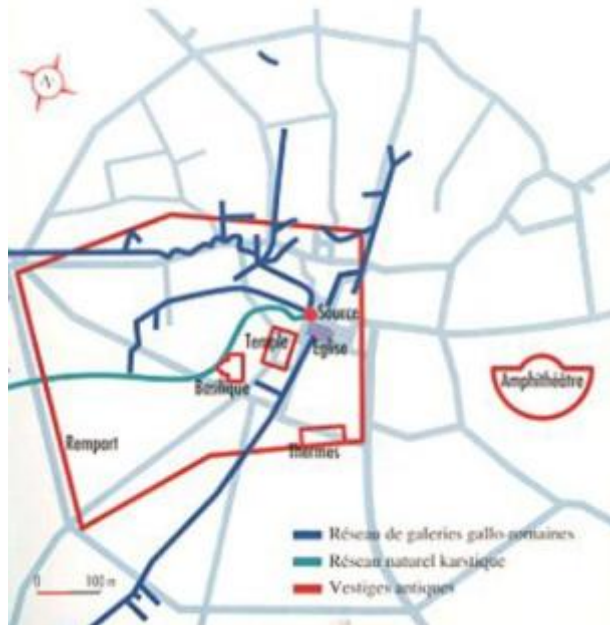 N
Source
Temple
Eglise
Basilique
Amphithéâtre
Rempart
Thermes
Réseau de galeries gallo-romaines
Réseau naturel karstique
Vestiges antiques
0 100 m